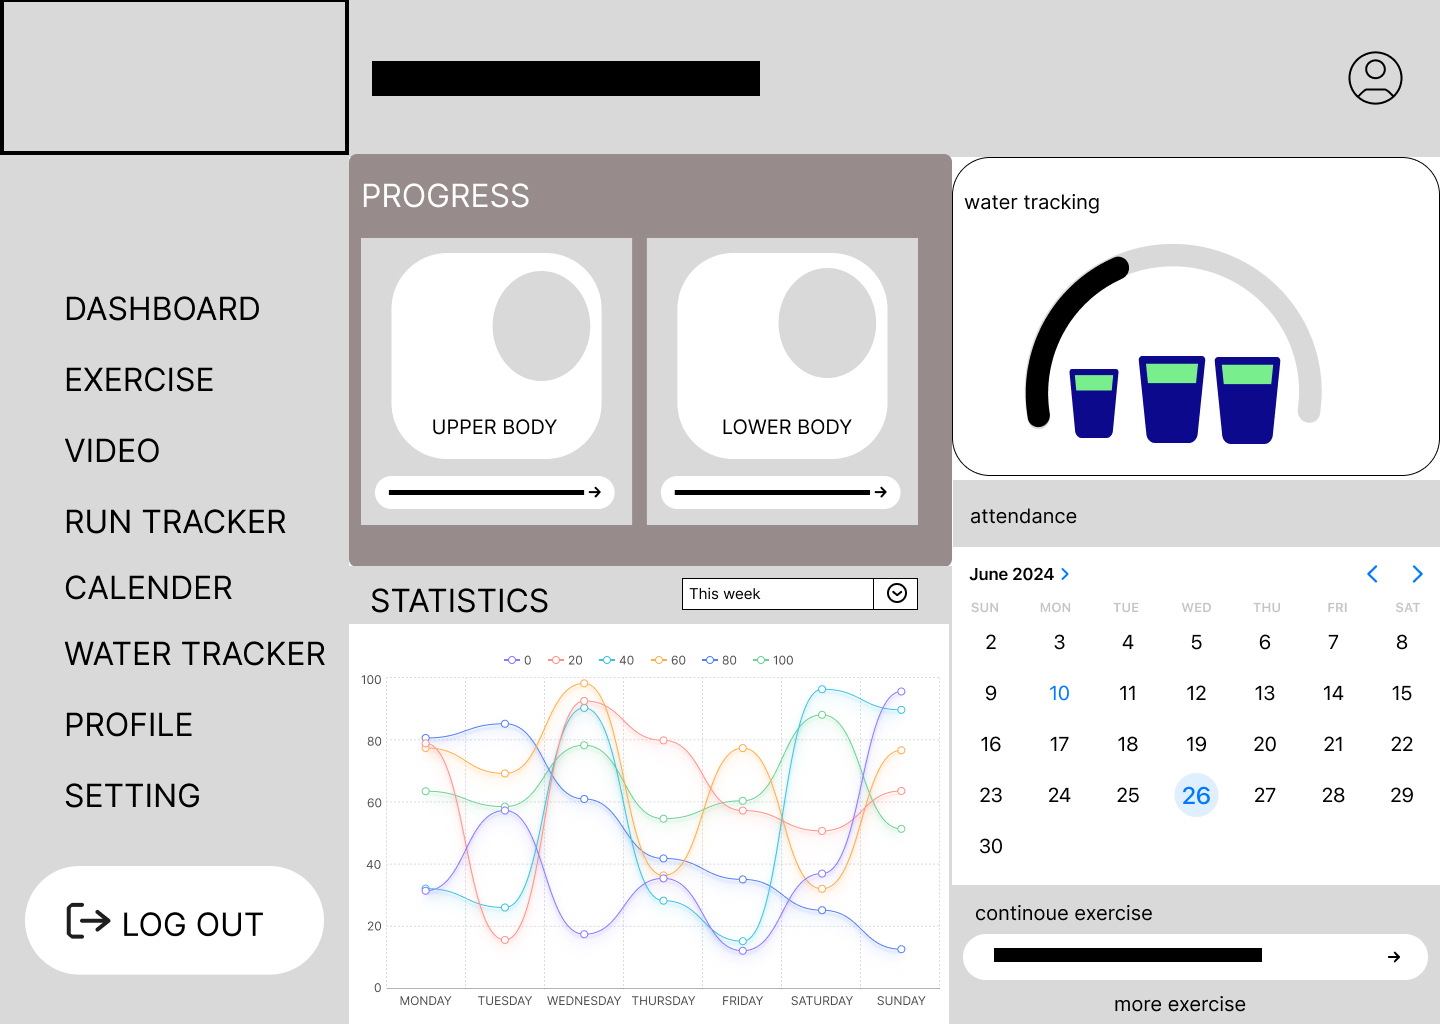 DASHBOARD
EXERCISE
VIDEO
RUN TRACKER
CALENDER
WATER TRACKER
PROFILE
SETTING
LOG OUT
PROGRESS
UPPER BODY
LOWER BODY
STATISTICS
This week
0 20 40 60 80 100
100
80
60
40
20
0
MONDAY TUESDAY WEDNESDAY THURSDAY FRIDAY SATURDAY SUNDAY
water tracking
attendance
June 2024
SUN MON TUE WED THU FRI SAT
2 3 4 5 6 7 8
9 10 11 12 13 14 15
16 17 18 19 20 21 22
23 24 25 26 27 28 29
30
continoue exercise
more exercise